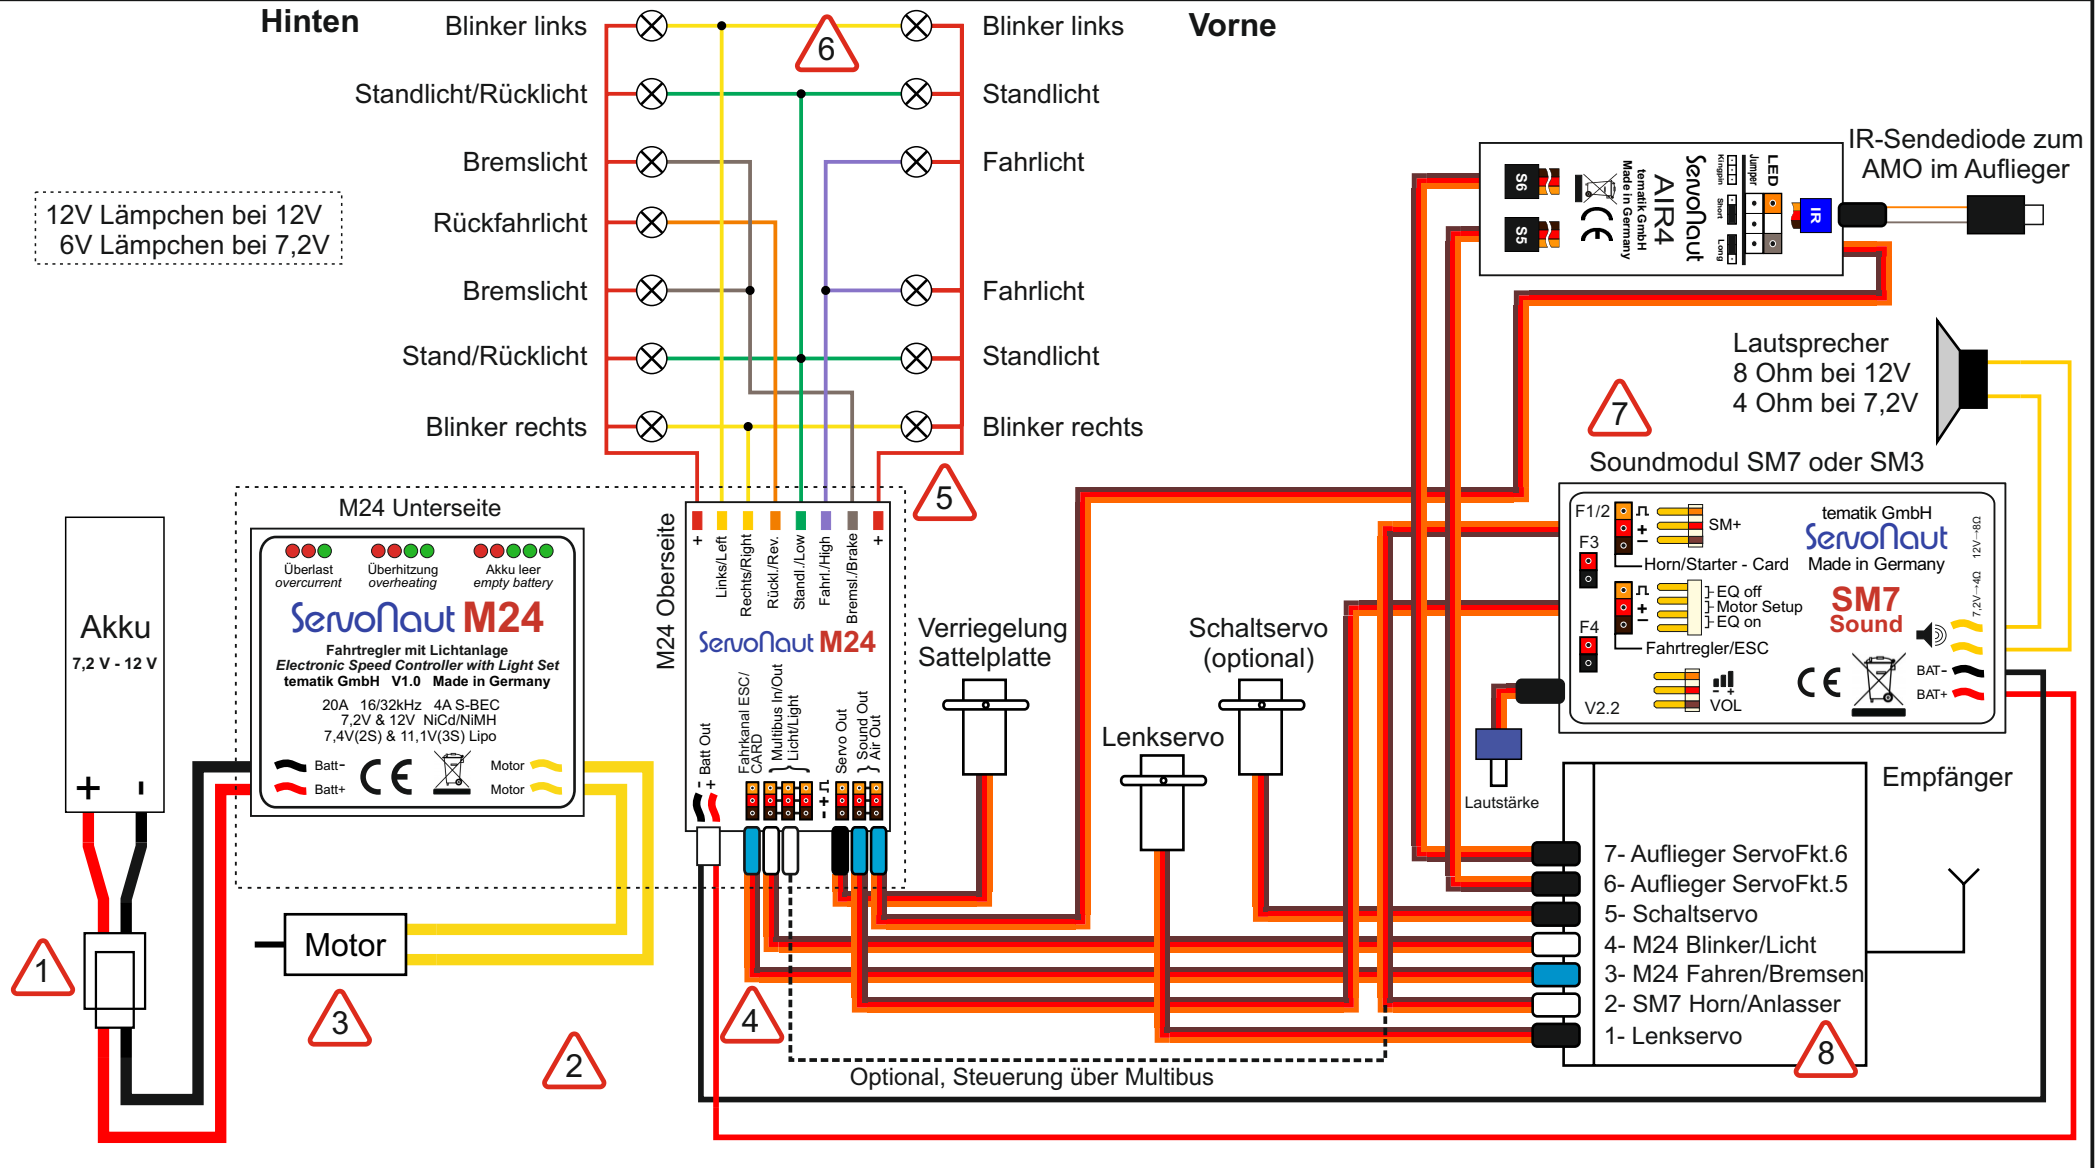 Hinten
Vorne
Blinker links
Standlicht/Rücklicht
Bremslicht
Rückfahrlicht
Bremslicht
Stand/Rücklicht
Blinker rechts
6
Blinker links
Standlicht
Fahrlicht
Fahrlicht
Standlicht
Blinker rechts
12V Lämpchen bei 12V
6V Lämpchen bei 7,2V
IR-Sendediode zum
AMO im Auflieger
S6
S5
tematik GmbH
Made in Germany
AIR4
ServoNaut
Kingpin
Short
Long
Jumper
LED
IR
Lautsprecher
8 Ohm bei 12V
4 Ohm bei 7,2V
7
Soundmodul SM7 oder SM3
5
M24 Unterseite
Überlast
overcurrent
Überhitzung
overheating
Akku leer
empty battery
ServoNaut M24
Fahrtregler mit Lichtanlage
Electronic Speed Controller with Light Set
tematik GmbH V1.0 Made in Germany
20A 16/32kHz 4A S-BEC
7,2V & 12V NiCd/NiMH
7,4V(2S) & 11,1V(3S) Lipo
Batt-
Batt+
CE
Motor
Motor
Akku
7,2 V - 12 V
+ -
M24 Oberseite
+
Links/Left
Rechts/Right
Rückl./Rev.
Standl./Low
Fahrl./High
Bremsl./Brake
+
ServoNaut M24
- +
Batt Out
Fahrkanal ESC/
CARD
Multibus In/Out
Licht/Light
- +
Servo Out
Sound Out
Air Out
Verriegelung
Sattelplatte
Schaltservo
(optional)
Lenkservo
F1/2
+
-
SM+
F3
Horn/Starter - Card
+
-
EQ off
Motor Setup
EQ on
F4
Fahrtregler/ESC
V2.2
- +
VOL
tematik GmbH
ServoNaut
Made in Germany
SM7
Sound
12V→8Ω
7,2V→4Ω
CE
BAT-
BAT+
Lautstärke
Empfänger
7- Auflieger ServoFkt.6
6- Auflieger ServoFkt.5
5- Schaltservo
4- M24 Blinker/Licht
3- M24 Fahren/Bremsen
2- SM7 Horn/Anlasser
1- Lenkservo
8
1
Motor
3
2
4
Optional, Steuerung über Multibus